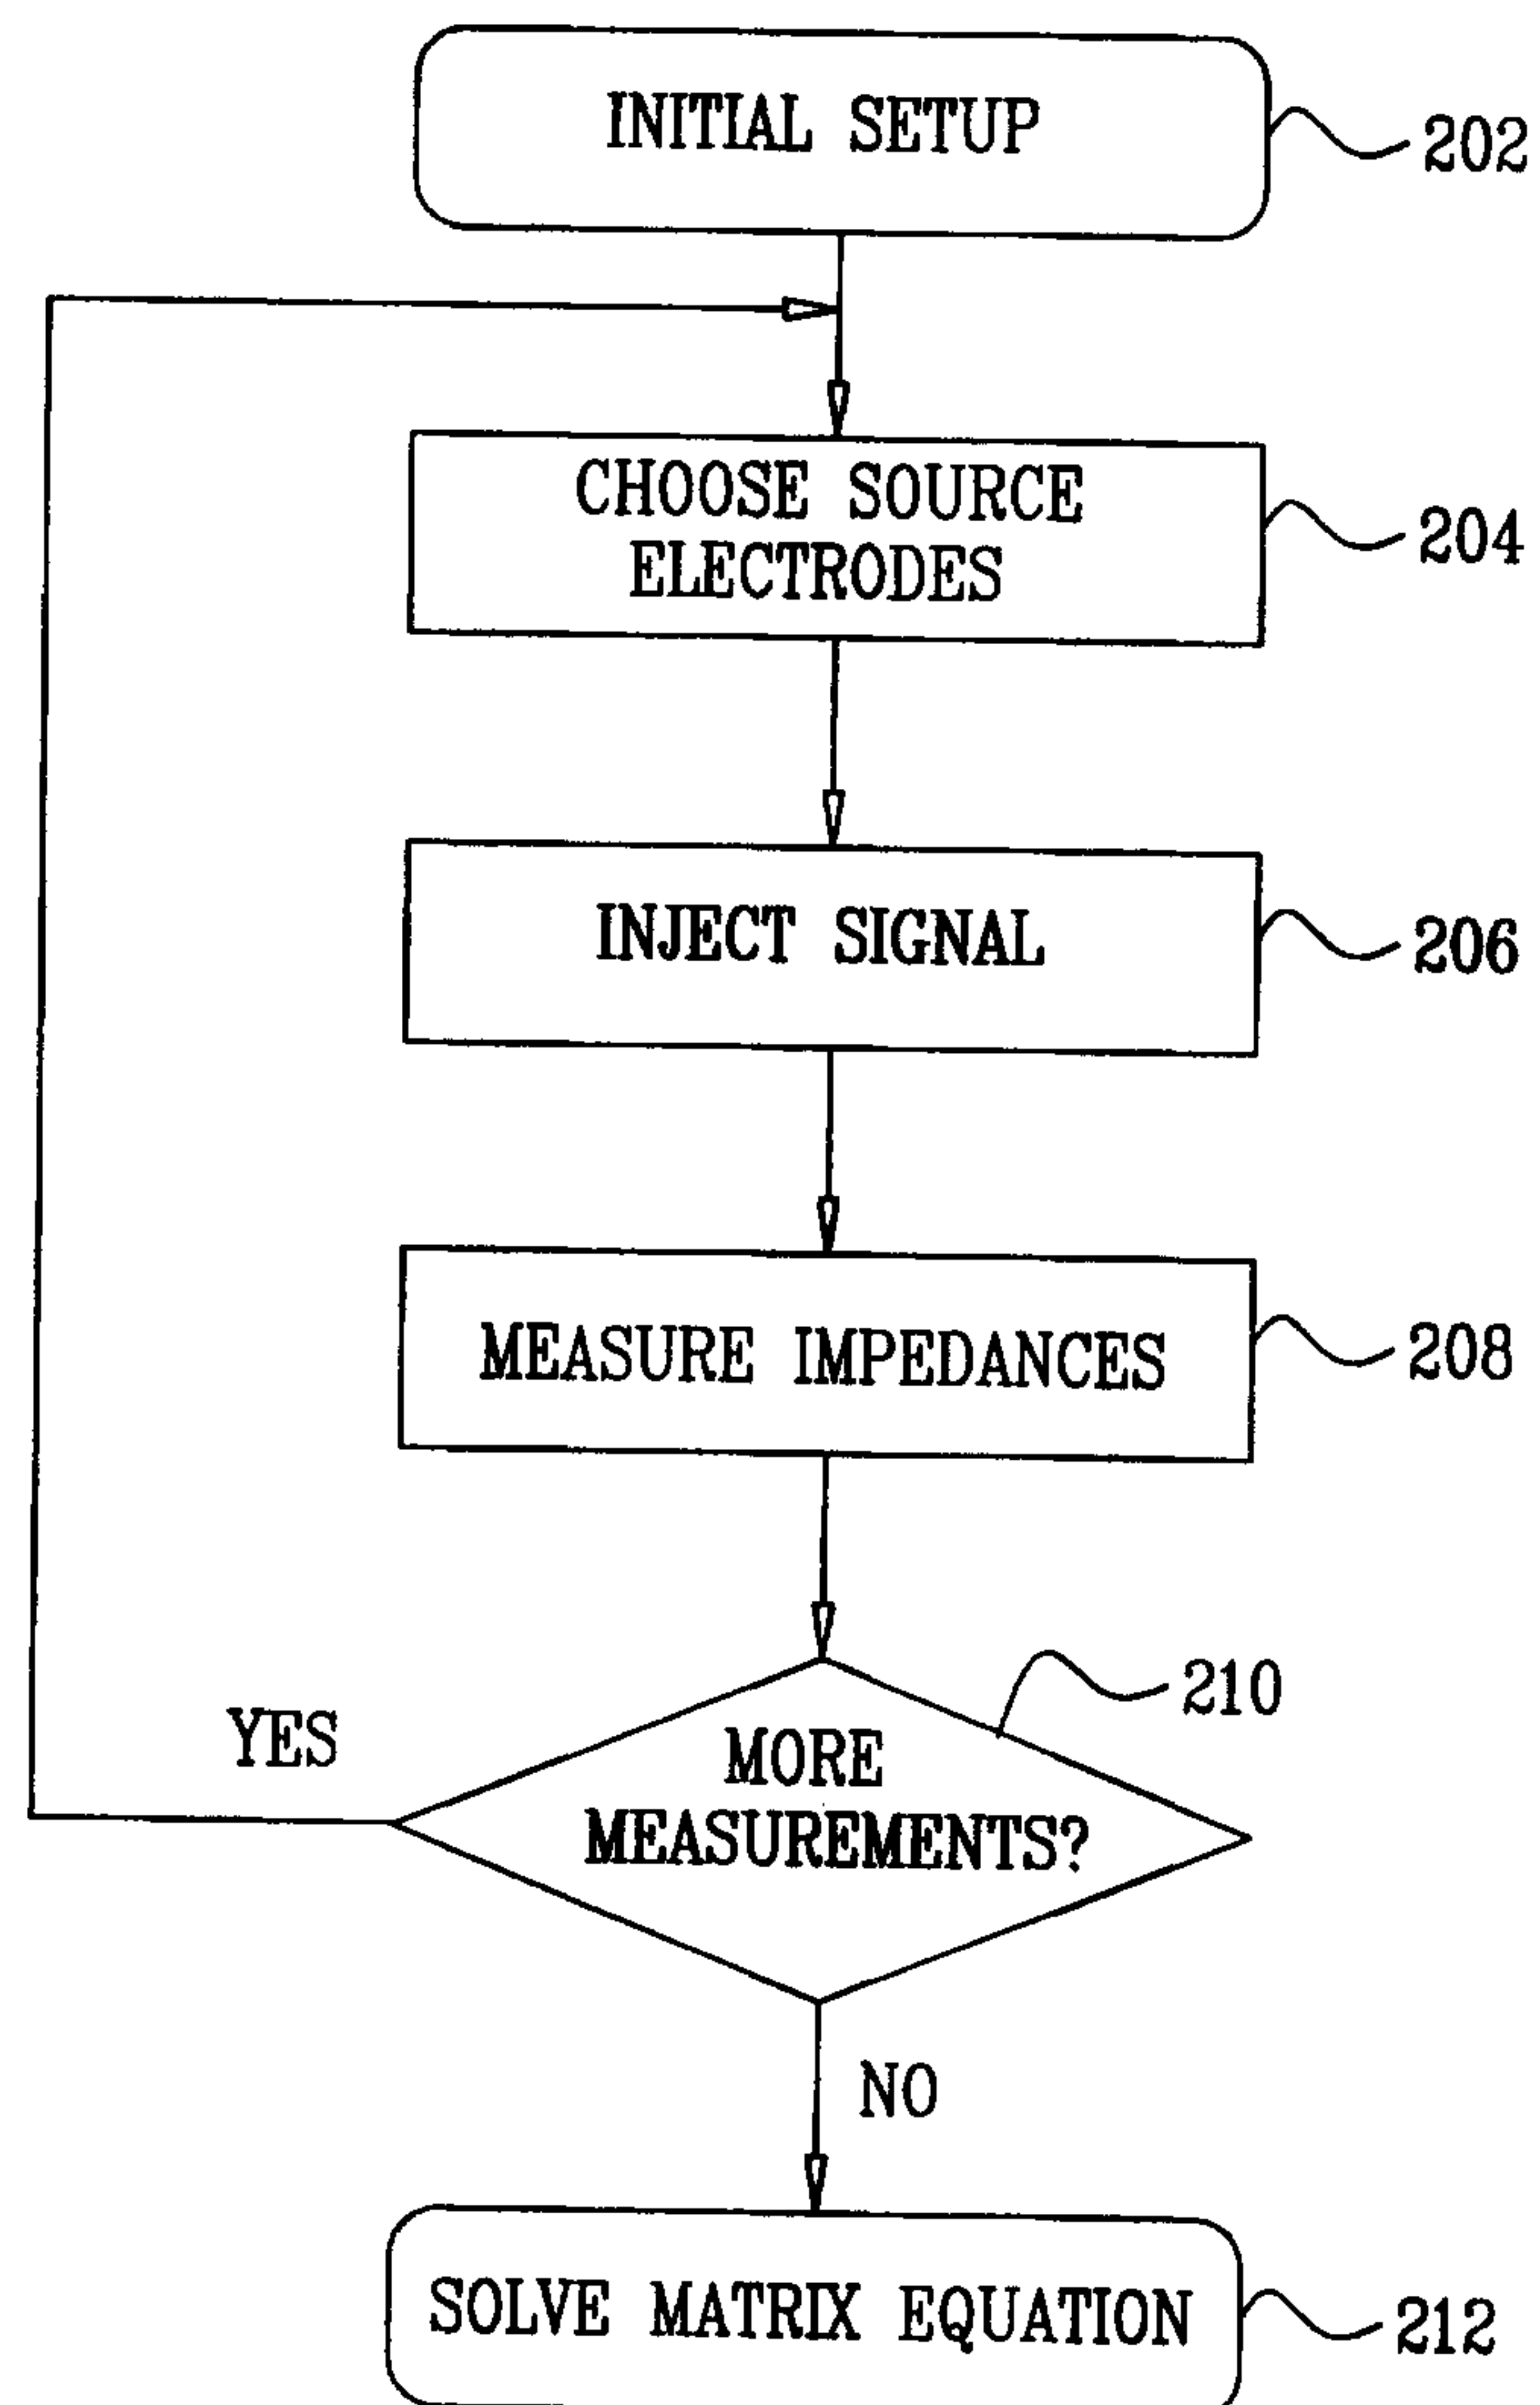 INITIAL SETUP
202
CHOOSE SOURCE
ELECTRODES
204
INJECT SIGNAL
206
MEASURE IMPEDANCES
208
210
YES
MORE
MEASUREMENTS?
NO
SOLVE MATRIX EQUATION
212